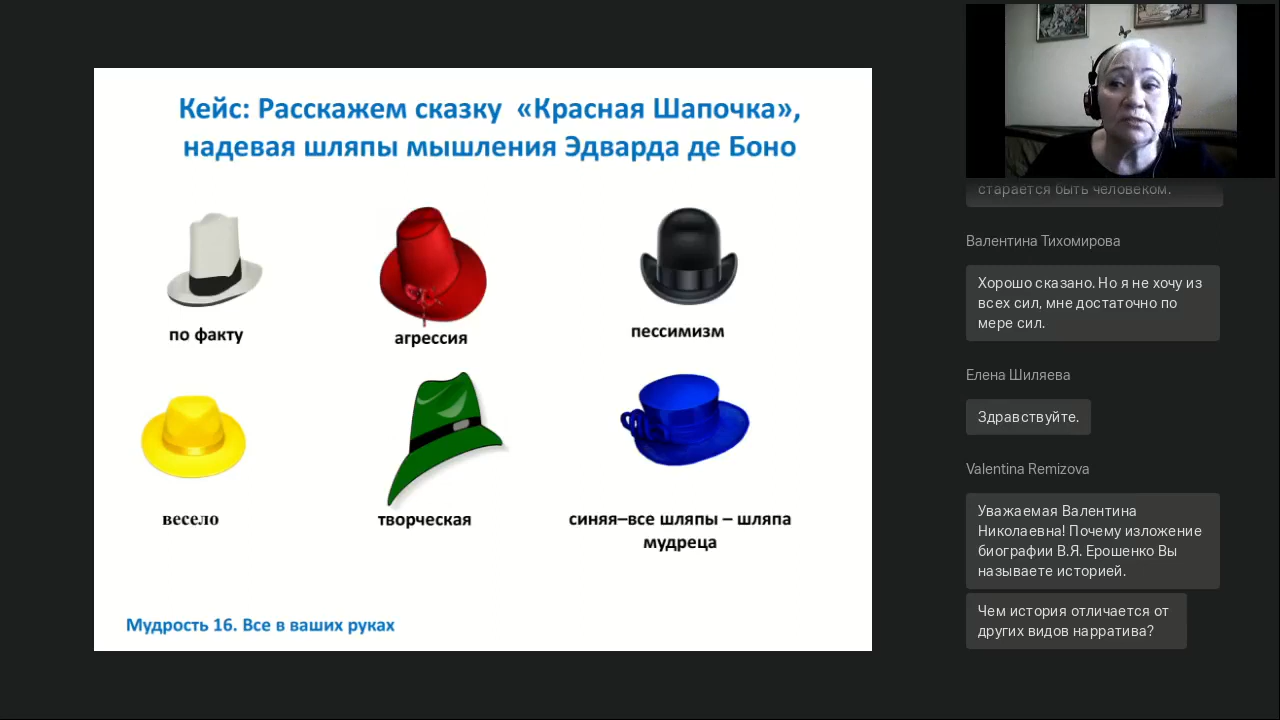 Кейс: Расскажем сказку «Красная Шапочка»,
надевая шляпы мышления Эдварда де Боно
по факту
агрессия
пессимизм
весело
творческая
синяя–все шляпы – шляпа
мудреца
Мудрость 16. Все в ваших руках
старается быть человеком.
Валентина Тихомирова
Хорошо сказано. Но я не хочу из
всех сил, мне достаточно по
мере сил.
Елена Шиляева
Здравствуйте.
Valentina Remizova
Уважаемая Валентина
Николаевна! Почему изложение
биографии В.Я. Ерошенко Вы
называете историей.
Чем история отличается от
других видов нарратива?